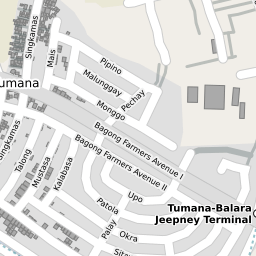 Singkamas
Mais
Pipino
Malunggay
Pechay
Monggo
umana
Bagong Farmers Avenue I
Bagong Farmers Avenue II
Singkamas
Talong
Mustasa
Kalabasa
Upo
Patola
Palay
Okra
Tumana-Balara
Jeepney Terminal